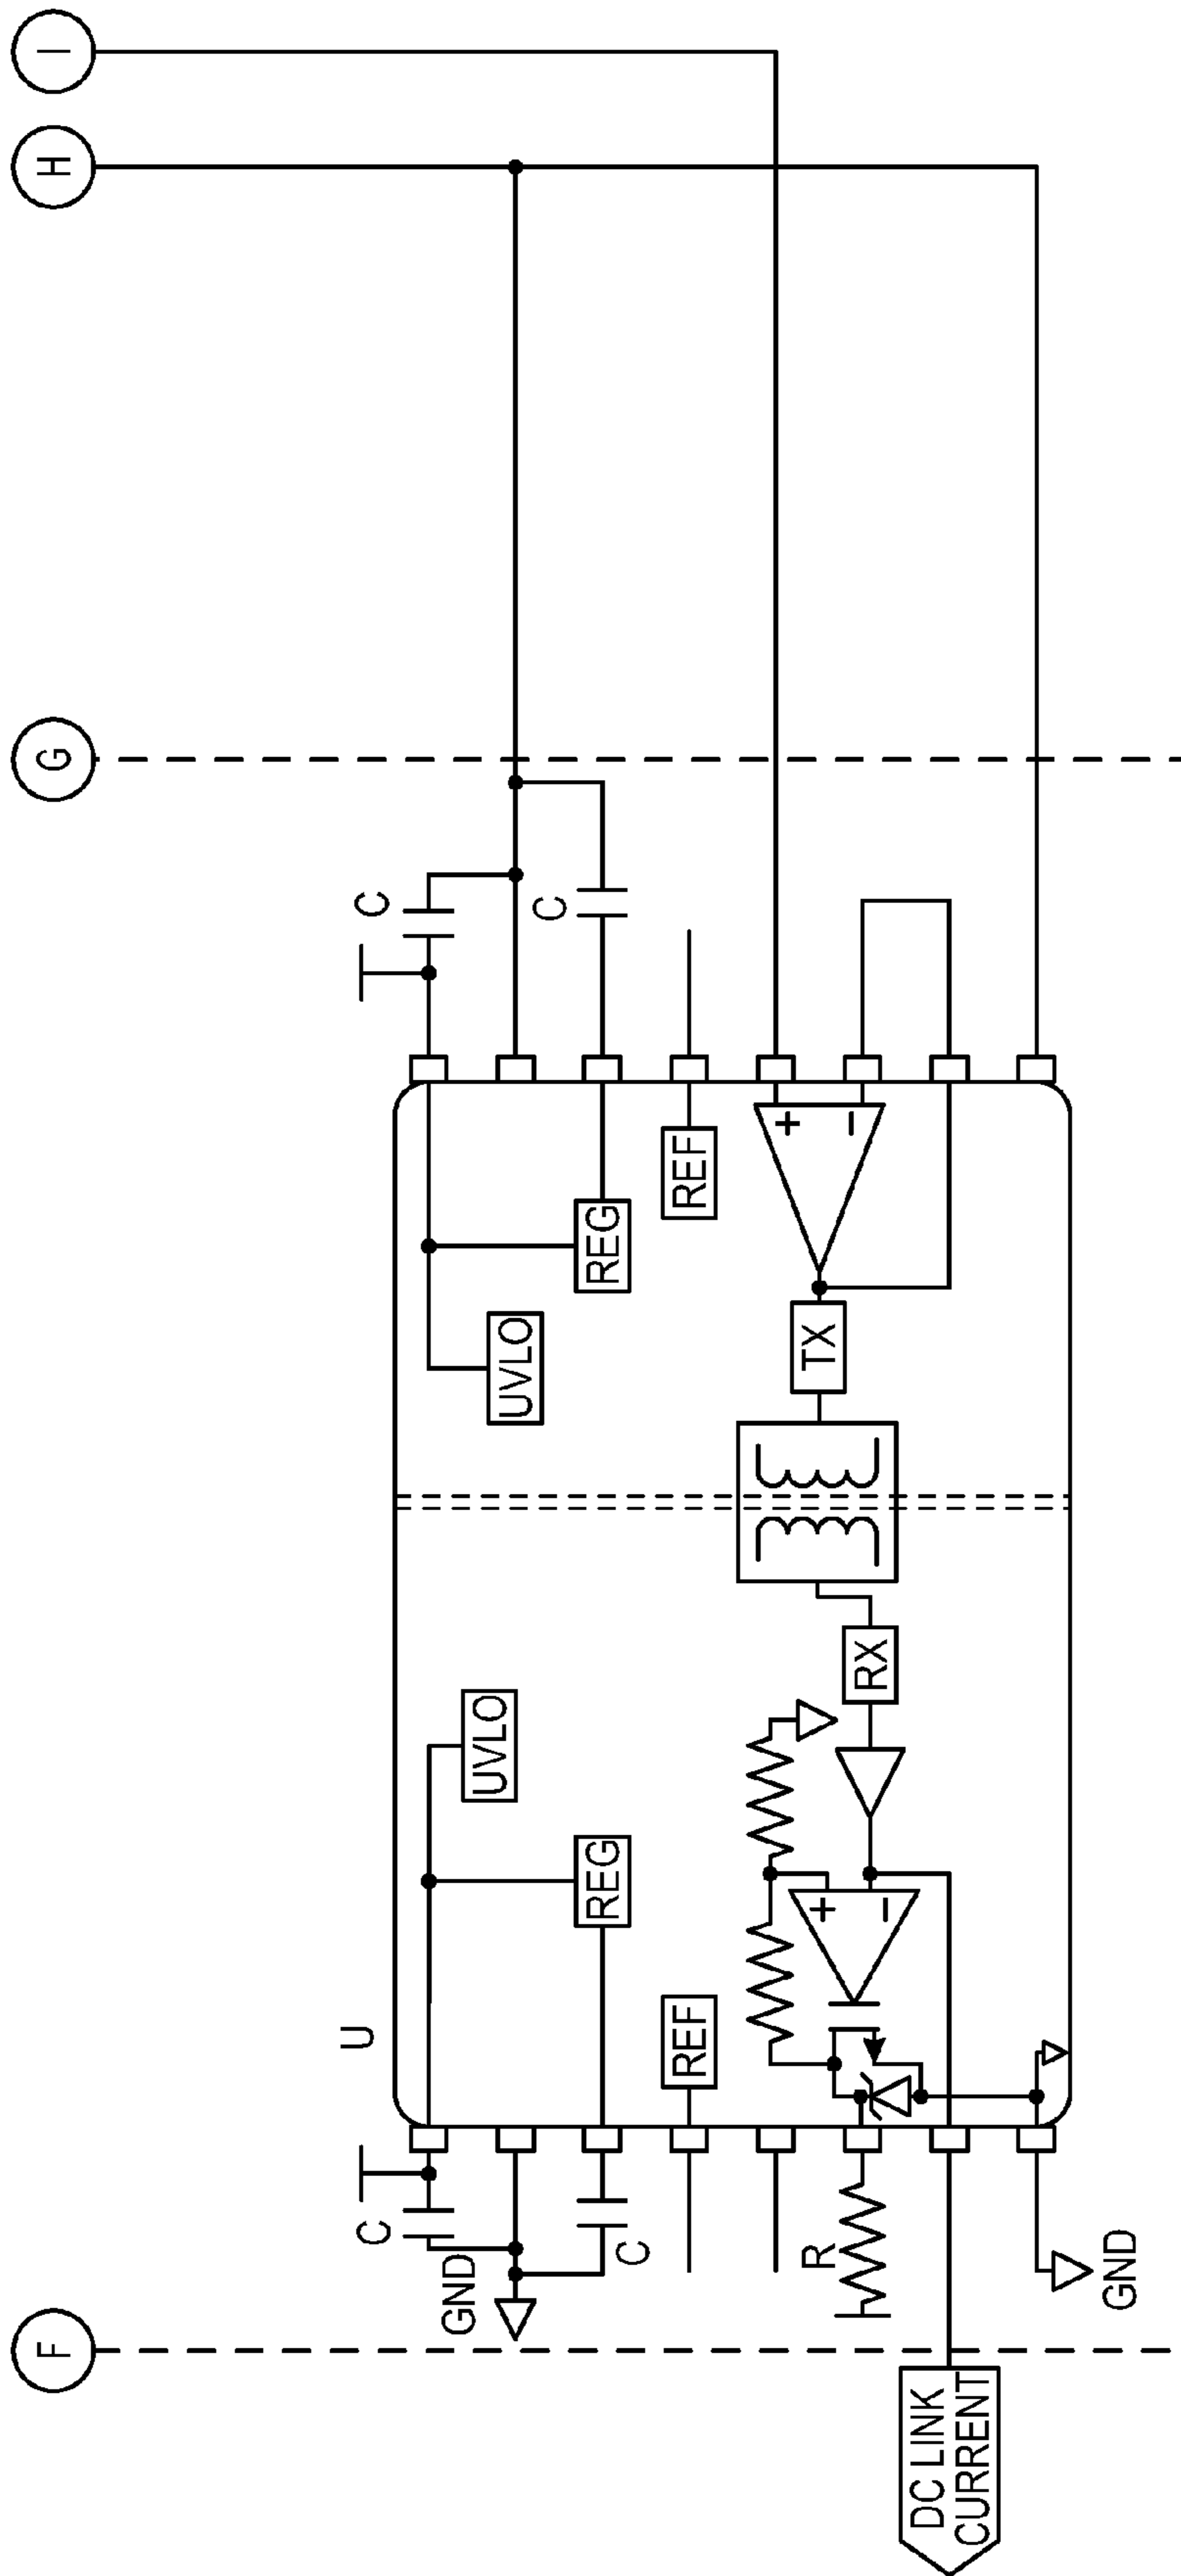 F
G
H
I
U
C
C
GND
UVLO
UVLO
C
REG
REG
C
REF
REF
+
+
R
TX
−
RX
−
DC LINK
CURRENT
GND